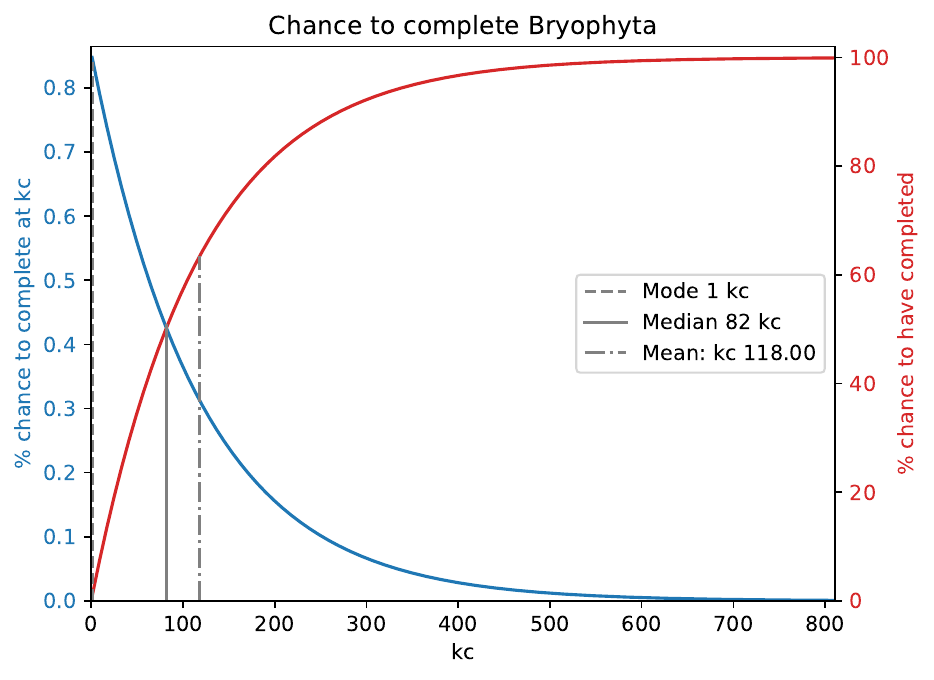 Chance to complete Bryophyta
% chance to complete at kc
0.8
0.7
0.6
0.5
0.4
0.3
0.2
0.1
0.0
100
80
60
40
20
0
% chance to have completed
Mode 1 kc
Median 82 kc
Mean: kc 118.00
0 100 200 300 400 500 600 700 800
kc